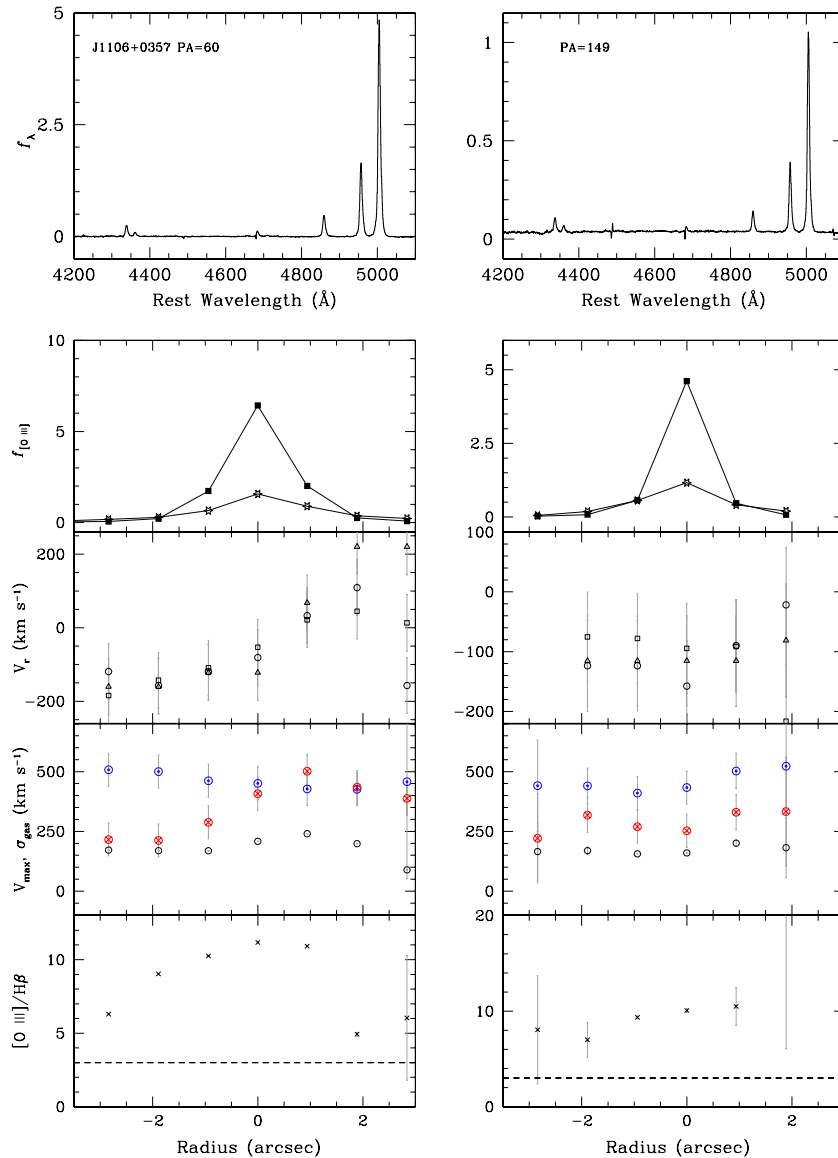 J1106+0357 PA=60
5
2.5
0
f_λ
4200 4400 4600 4800 5000
Rest Wavelength (Å)
PA=149
1
0.5
0
4200 4400 4600 4800 5000
Rest Wavelength (Å)
10
5
0
f_[O III]
200
0
−200
V_r (km s⁻¹)
500
250
0
V_max, σ_gas (km s⁻¹)
10
5
0
[O III]/Hβ
−2 0 2
Radius (arcsec)
5
2.5
0
100
0
−100
−200
500
250
0
20
10
0
−2 0 2
Radius (arcsec)